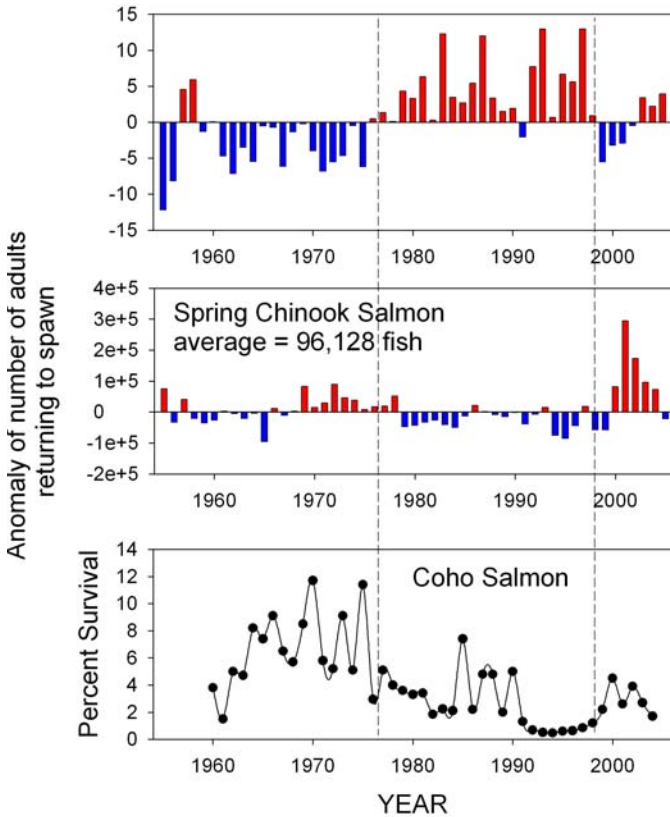 15
10
5
0
-5
-10
-15
1960 1970 1980 1990 2000
Anomaly of number of adults
returning to spawn
4e+5
3e+5
2e+5
1e+5
0
-1e+5
-2e+5
Spring Chinook Salmon
average = 96,128 fish
1960 1970 1980 1990 2000
Percent Survival
14
12
10
8
6
4
2
0
Coho Salmon
1960 1970 1980 1990 2000
YEAR